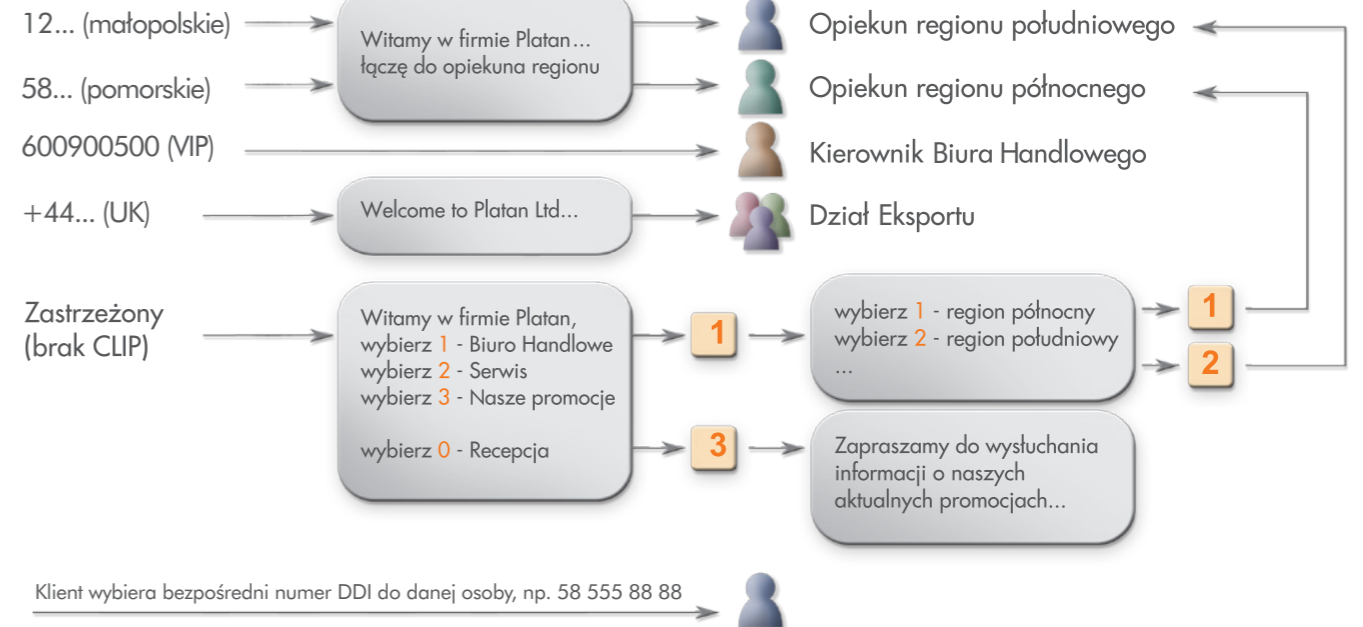 12... (małopolskie)
Witamy w firmie Platan...
łączę do opiekuna regionu
Opiekun regionu południowego
58... (pomorskie)
Opiekun regionu północnego
600900500 (VIP)
Kierownik Biura Handlowego
+44... (UK)
Welcome to Platan Ltd...
Dział Eksportu
Zastrzeżony
(brak CLIP)
Witamy w firmie Platan,
wybierz 1 - Biuro Handlowe
wybierz 2 - Serwis
wybierz 3 - Nasze promocje
wybierz 0 - Recepcja
1
wybierz 1 - region północny
wybierz 2 - region południowy
...
1
2
3
Zapraszamy do wysłuchania
informacji o naszych
aktualnych promocjach...
Klient wybiera bezpośredni numer DDI do danej osoby, np. 58 555 88 88